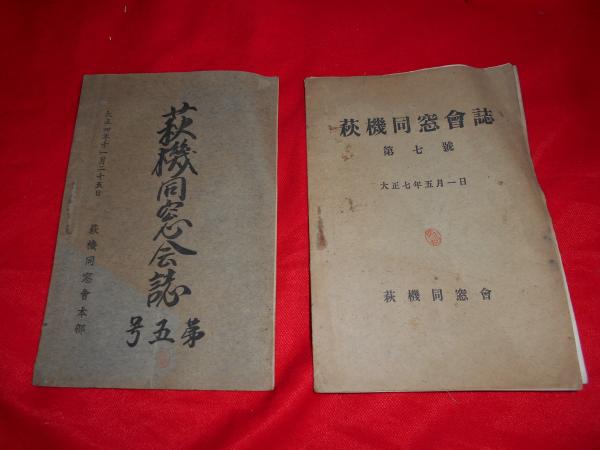 大正四年十一月二十五日
萩機同窓会誌
第五号
萩機同窓會本部
萩機同窓會誌
第七號
大正七年五月一日
萩機同窓會